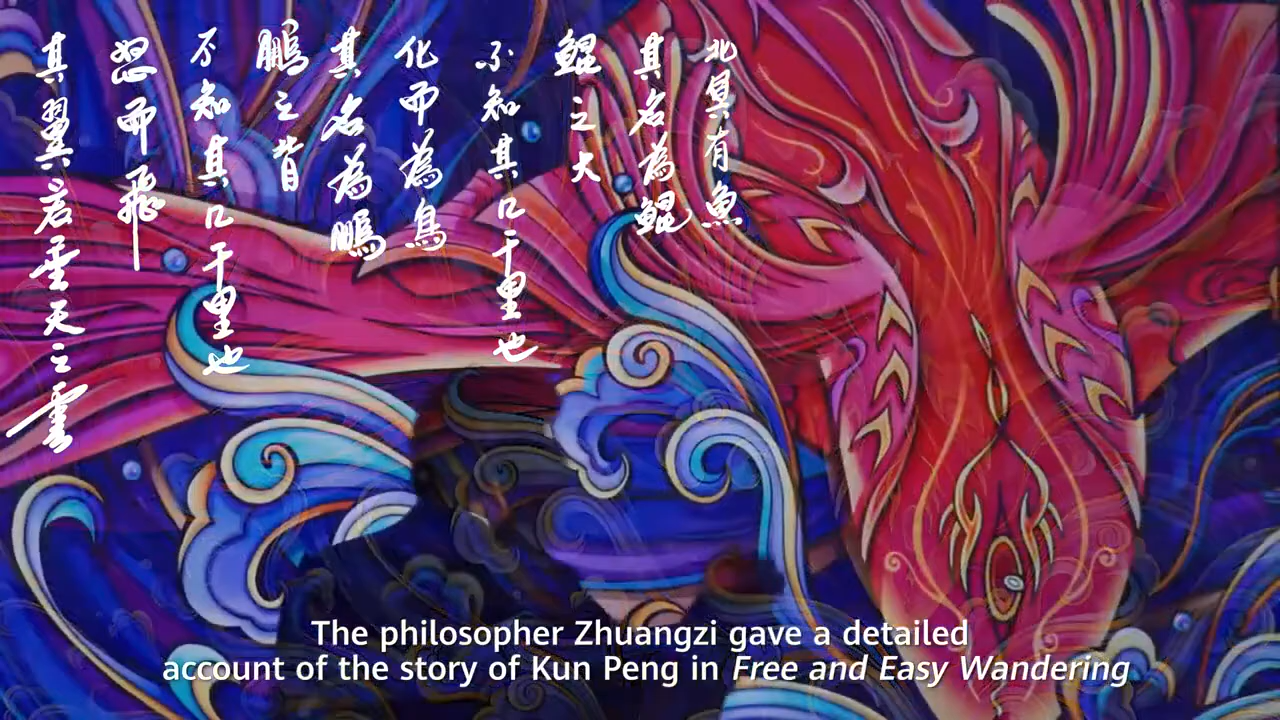 北冥有魚
其名為鯤
鯤之大
不知其几千里也
化而為鳥
其名為鵬
鵬之背
不知其几千里也
怒而飛
其翼若垂天之雲
The philosopher Zhuangzi gave a detailed
account of the story of Kun Peng in Free and Easy Wandering